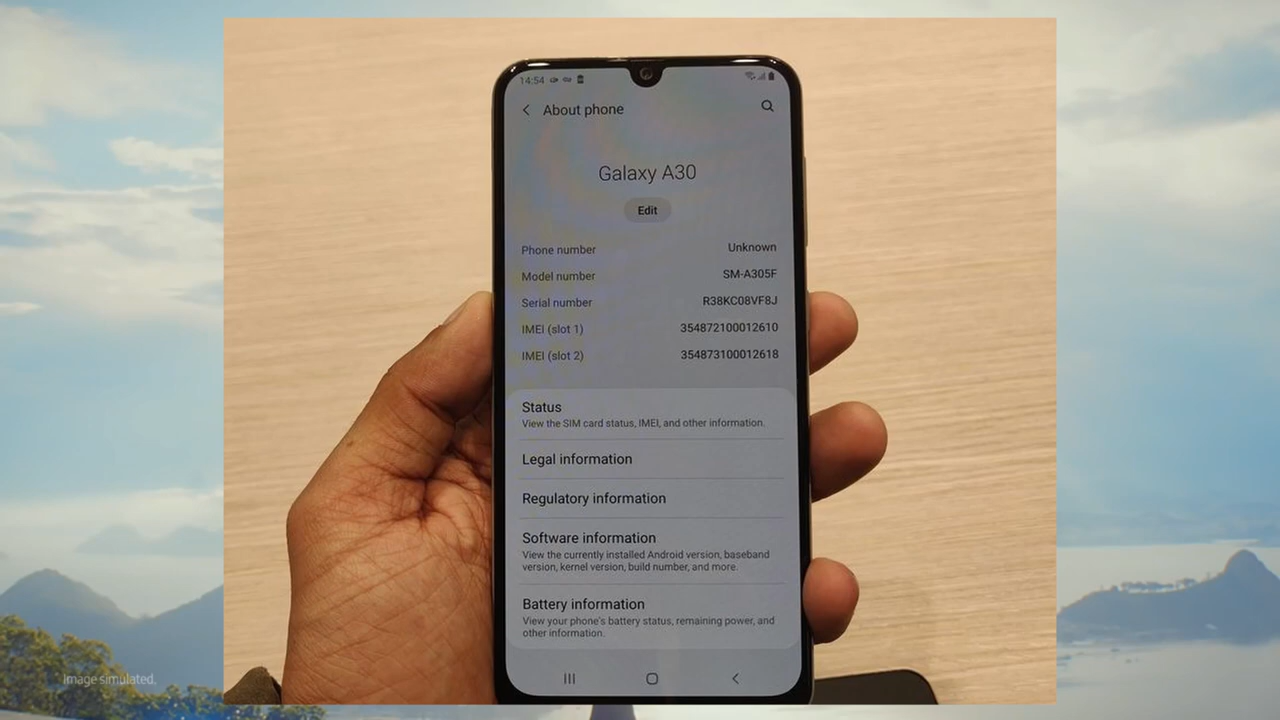 14:54
About phone
Galaxy A30
Edit
Phone number Unknown
Model number SM-A305F
Serial number R38KC08VF8J
IMEI (slot 1) 354872100012610
IMEI (slot 2) 354873100012618
Status
View the SIM card status, IMEI, and other information.
Legal information
Regulatory information
Software information
View the currently installed Android version, baseband
version, kernel version, build number, and more.
Battery information
View your phone's battery status, remaining power, and
other information.
Image simulated.